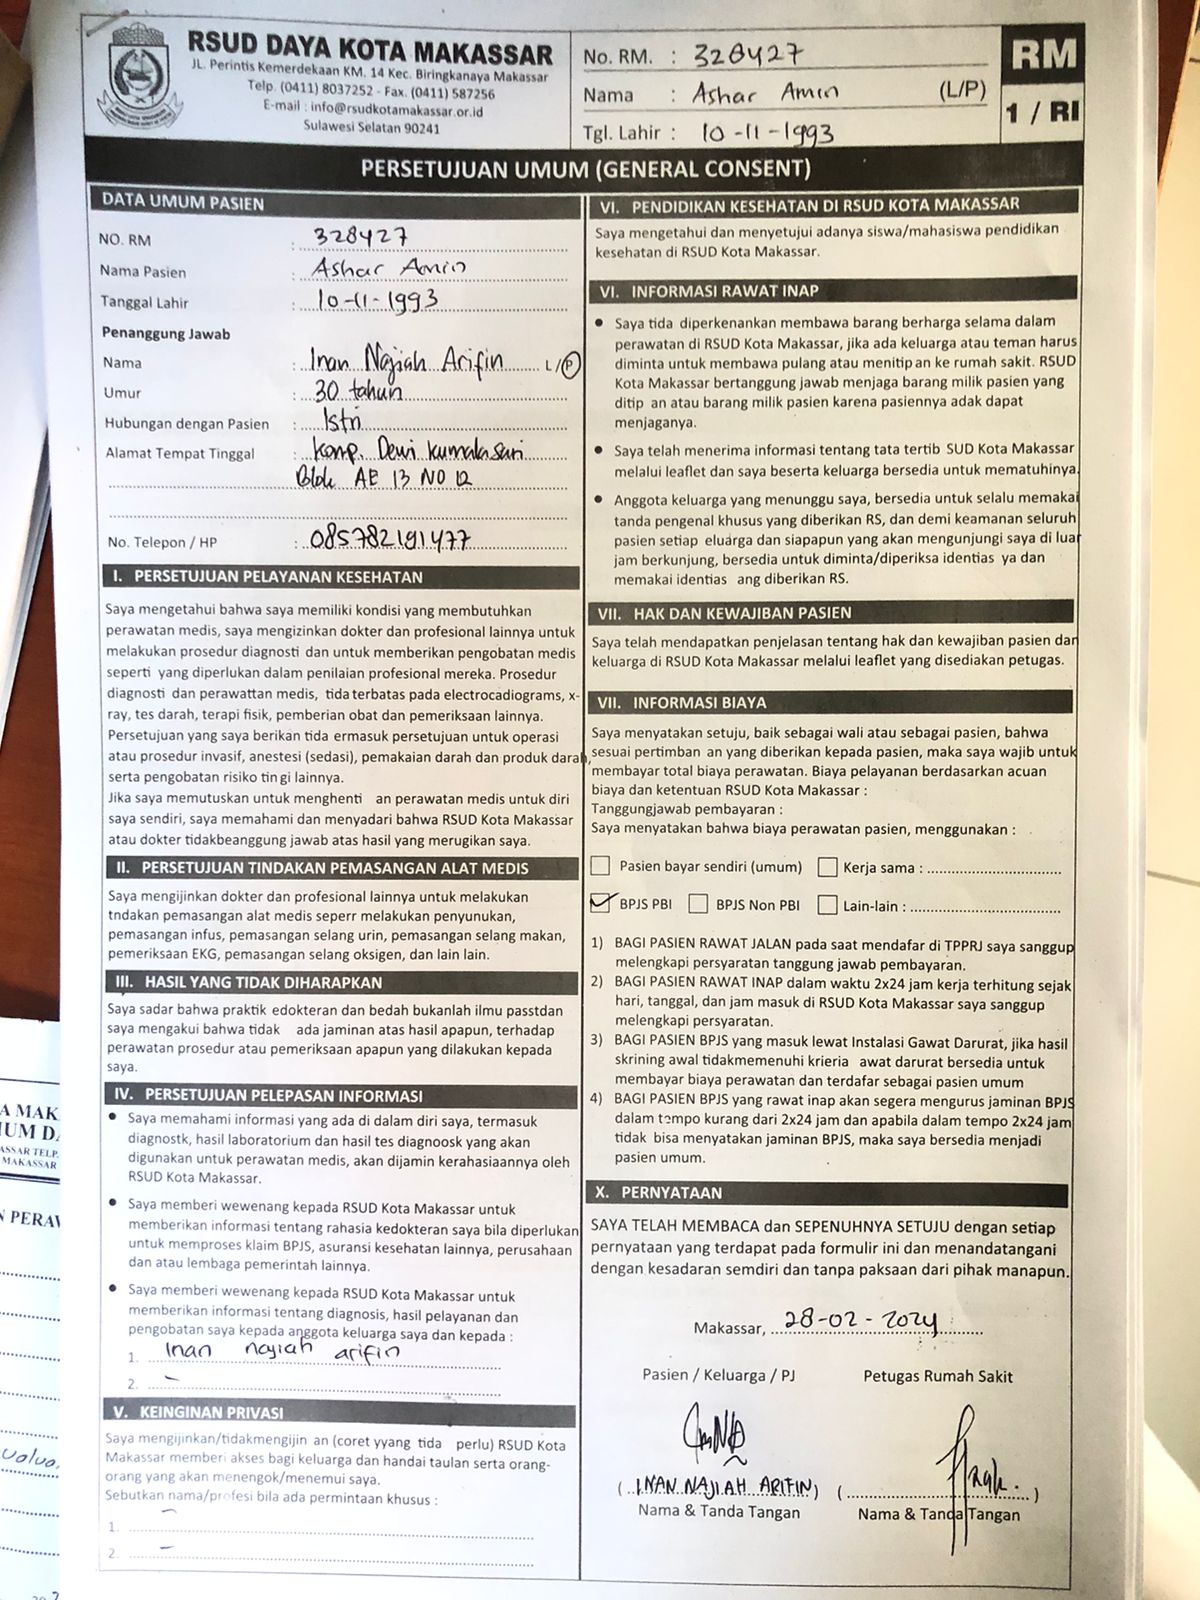 RSUD DAYA KOTA MAKASSAR
JL. Perintis Kemerdekaan KM. 14 Kec. Biringkanaya Makassar
Telp. (0411) 8037252 - Fax. (0411) 587256
E-mail : info@rsudkotamakassar.or.id
Sulawesi Selatan 90241
No. RM. : 328427
Nama : Ashar Amin (L/P)
Tgl. Lahir : 10-11-1993
RM
1 / RI
PERSETUJUAN UMUM (GENERAL CONSENT)
DATA UMUM PASIEN
NO. RM : 328427
Nama Pasien : Ashar Amin
Tanggal Lahir : 10-11-1993
Penanggung Jawab
Nama : Inan Najiah Arifin L/P
Umur : 30 tahun
Hubungan dengan Pasien : Istri
Alamat Tempat Tinggal : Komp. Dewi Kumalasari
Blok AE 13 NO 12
No. Telepon / HP : 085782191477
I. PERSETUJUAN PELAYANAN KESEHATAN
Saya mengetahui bahwa saya memiliki kondisi yang membutuhkan
perawatan medis, saya mengizinkan dokter dan profesional lainnya untuk
melakukan prosedur diagnosti dan untuk memberikan pengobatan medis
seperti yang diperlukan dalam penilaian profesional mereka. Prosedur
diagnosti dan perawattan medis, tida terbatas pada electrocadiograms, x-
ray, tes darah, terapi fisik, pemberian obat dan pemeriksaan lainnya.
Persetujuan yang saya berikan tida ermasuk persetujuan untuk operasi
atau prosedur invasif, anestesi (sedasi), pemakaian darah dan produk darah,
serta pengobatan risiko tin gi lainnya.
Jika saya memutuskan untuk menghenti an perawatan medis untuk diri
saya sendiri, saya memahami dan menyadari bahwa RSUD Kota Makassar
atau dokter tidakbeanggung jawab atas hasil yang merugikan saya.
II. PERSETUJUAN TINDAKAN PEMASANGAN ALAT MEDIS
Saya mengijinkan dokter dan profesional lainnya untuk melakukan
tndakan pemasangan alat medis seperr melakukan penyunukan,
pemasangan infus, pemasangan selang urin, pemasangan selang makan,
pemeriksaan EKG, pemasangan selang oksigen, dan lain lain.
III. HASIL YANG TIDAK DIHARAPKAN
Saya sadar bahwa praktik edokteran dan bedah bukanlah ilmu passtdan
saya mengakui bahwa tidak ada jaminan atas hasil apapun, terhadap
perawatan prosedur atau pemeriksaan apapun yang dilakukan kepada
saya.
IV. PERSETUJUAN PELEPASAN INFORMASI
• Saya memahami informasi yang ada di dalam diri saya, termasuk
diagnostk, hasil laboratorium dan hasil tes diagnoosk yang akan
digunakan untuk perawatan medis, akan dijamin kerahasiaannya oleh
RSUD Kota Makassar.
• Saya memberi wewenang kepada RSUD Kota Makassar untuk
memberikan informasi tentang rahasia kedokteran saya bila diperlukan
untuk memproses klaim BPJS, asuransi kesehatan lainnya, perusahaan
dan atau lembaga pemerintah lainnya.
• Saya memberi wewenang kepada RSUD Kota Makassar untuk
memberikan informasi tentang diagnosis, hasil pelayanan dan
pengobatan saya kepada anggota keluarga saya dan kepada :
1. Inan najiah arifin
2. -
V. KEINGINAN PRIVASI
Saya mengijinkan/tidakmengijin an (coret yyang tida perlu) RSUD Kota
Makassar memberi akses bagi keluarga dan handai taulan serta orang-
orang yang akan menengok/menemui saya.
Sebutkan nama/profesi bila ada permintaan khusus :
1. -
2. -
VI. PENDIDIKAN KESEHATAN DI RSUD KOTA MAKASSAR
Saya mengetahui dan menyetujui adanya siswa/mahasiswa pendidikan
kesehatan di RSUD Kota Makassar.
VI. INFORMASI RAWAT INAP
• Saya tida diperkenankan membawa barang berharga selama dalam
perawatan di RSUD Kota Makassar, jika ada keluarga atau teman harus
diminta untuk membawa pulang atau menitip an ke rumah sakit. RSUD
Kota Makassar bertanggung jawab menjaga barang milik pasien yang
ditip an atau barang milik pasien karena pasiennya adak dapat
menjaganya.
• Saya telah menerima informasi tentang tata tertib SUD Kota Makassar
melalui leaflet dan saya beserta keluarga bersedia untuk mematuhinya.
• Anggota keluarga yang menunggu saya, bersedia untuk selalu memakai
tanda pengenal khusus yang diberikan RS, dan demi keamanan seluruh
pasien setiap eluarga dan siapapun yang akan mengunjungi saya di luar
jam berkunjung, bersedia untuk diminta/diperiksa identias ya dan
memakai identias ang diberikan RS.
VII. HAK DAN KEWAJIBAN PASIEN
Saya telah mendapatkan penjelasan tentang hak dan kewajiban pasien dan
keluarga di RSUD Kota Makassar melalui leaflet yang disediakan petugas.
VII. INFORMASI BIAYA
Saya menyatakan setuju, baik sebagai wali atau sebagai pasien, bahwa
sesuai pertimban an yang diberikan kepada pasien, maka saya wajib untuk
membayar total biaya perawatan. Biaya pelayanan berdasarkan acuan
biaya dan ketentuan RSUD Kota Makassar :
Tanggungjawab pembayaran :
Saya menyatakan bahwa biaya perawatan pasien, menggunakan :
Pasien bayar sendiri (umum) Kerja sama :
BPJS PBI BPJS Non PBI Lain-lain :
1) BAGI PASIEN RAWAT JALAN pada saat mendafar di TPPRJ saya sanggup
melengkapi persyaratan tanggung jawab pembayaran.
2) BAGI PASIEN RAWAT INAP dalam waktu 2x24 jam kerja terhitung sejak
hari, tanggal, dan jam masuk di RSUD Kota Makassar saya sanggup
melengkapi persyaratan.
3) BAGI PASIEN BPJS yang masuk lewat Instalasi Gawat Darurat, jika hasil
skrining awal tidakmemenuhi krieria awat darurat bersedia untuk
membayar biaya perawatan dan terdafar sebagai pasien umum
4) BAGI PASIEN BPJS yang rawat inap akan segera mengurus jaminan BPJS
dalam tempo kurang dari 2x24 jam dan apabila dalam tempo 2x24 jam
tidak bisa menyatakan jaminan BPJS, maka saya bersedia menjadi
pasien umum.
X. PERNYATAAN
SAYA TELAH MEMBACA dan SEPENUHNYA SETUJU dengan setiap
pernyataan yang terdapat pada formulir ini dan menandatangani
dengan kesadaran semdiri dan tanpa paksaan dari pihak manapun.
Makassar, 28-02-2024
Pasien / Keluarga / PJ Petugas Rumah Sakit
(INAN NAJIAH ARIFIN) ( )
Nama & Tanda Tangan Nama & Tanda Tangan
A MAK
ASSAR TELP.
MAKASSAR
N PERAW